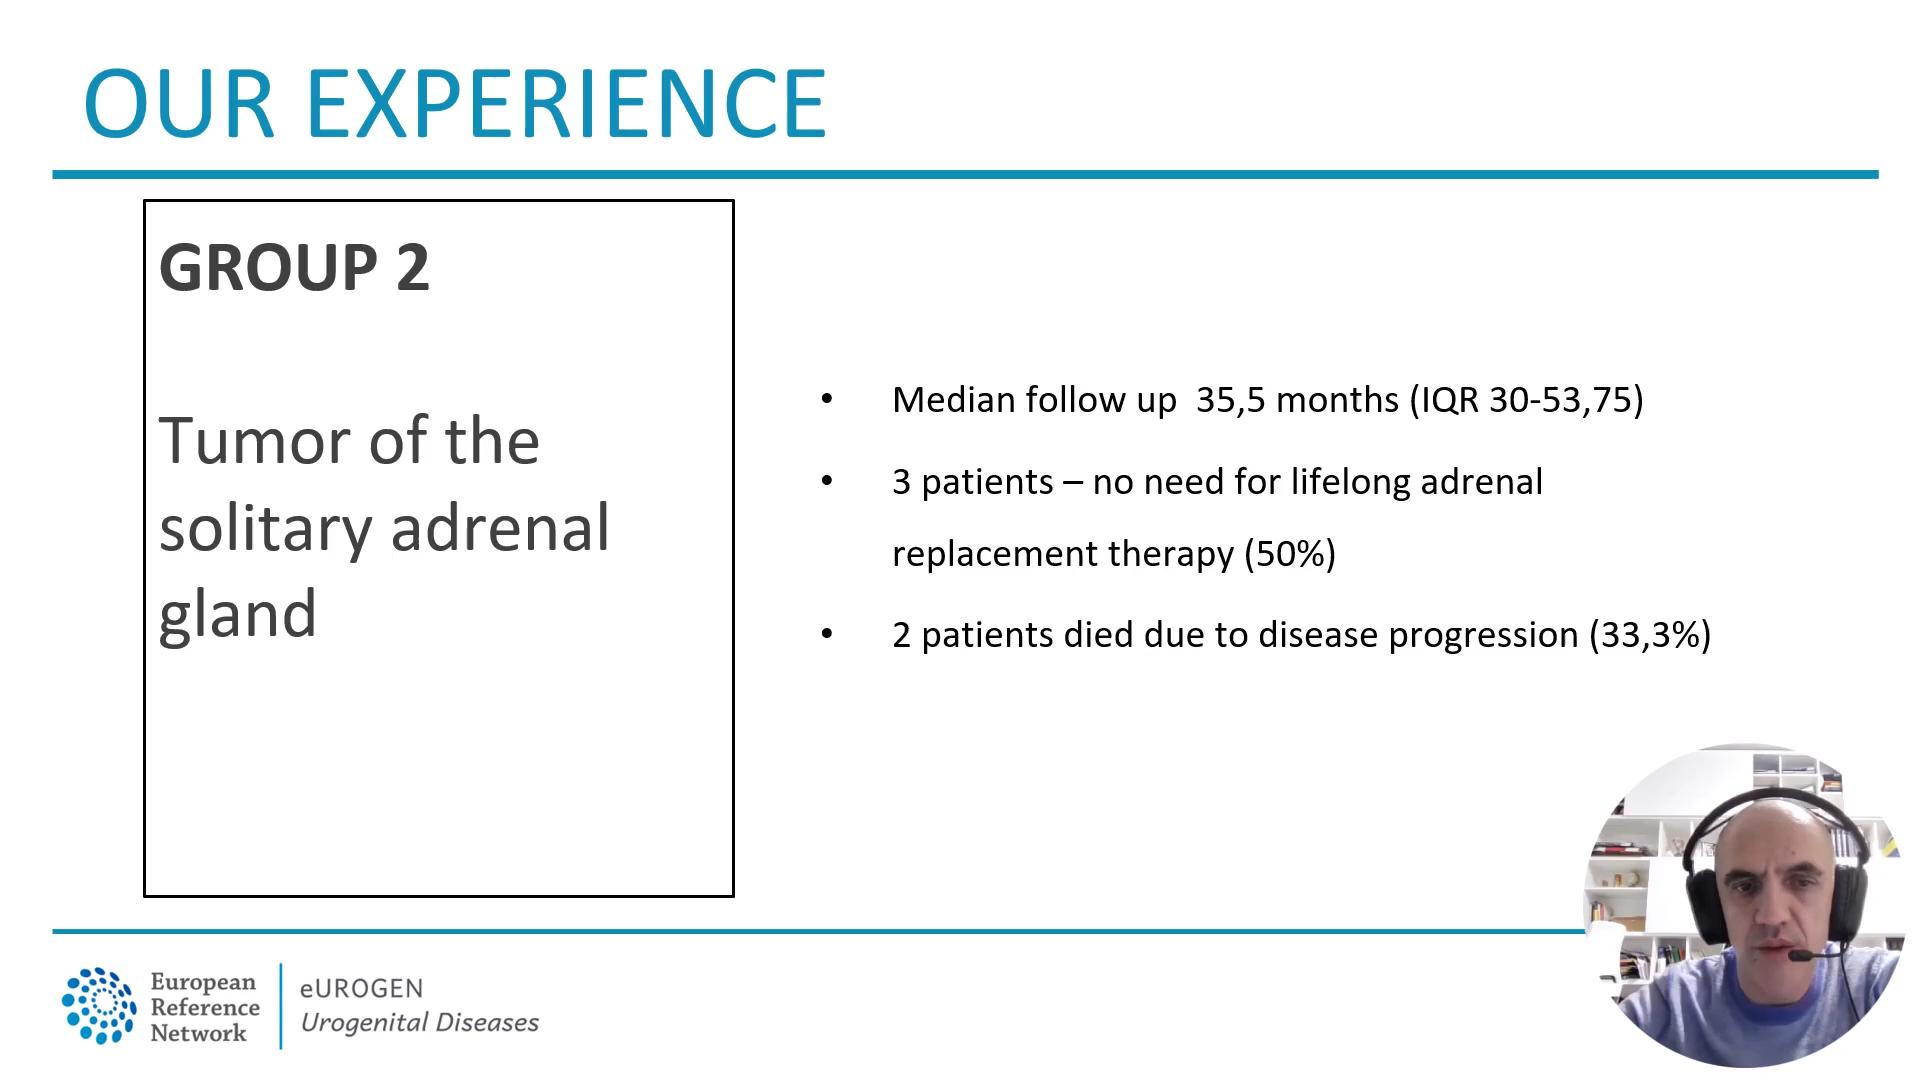 OUR EXPERIENCE
GROUP 2
Tumor of the
solitary adrenal
gland
• Median follow up  35,5 months (IQR 30-53,75)
• 3 patients – no need for lifelong adrenal
replacement therapy (50%)
• 2 patients died due to disease progression (33,3%)
European
Reference
Network
eUROGEN
Urogenital Diseases